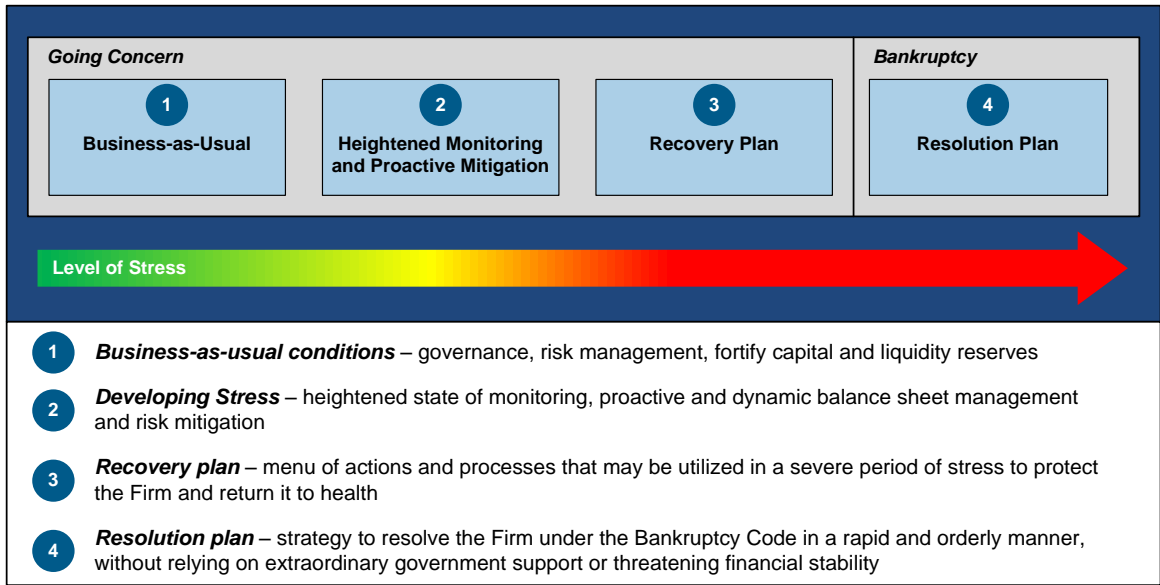 Going Concern
Bankruptcy
1
Business-as-Usual
2
Heightened Monitoring
and Proactive Mitigation
3
Recovery Plan
4
Resolution Plan
Level of Stress
1
Business-as-usual conditions – governance, risk management, fortify capital and liquidity reserves
2
Developing Stress – heightened state of monitoring, proactive and dynamic balance sheet management
and risk mitigation
3
Recovery plan – menu of actions and processes that may be utilized in a severe period of stress to protect
the Firm and return it to health
4
Resolution plan – strategy to resolve the Firm under the Bankruptcy Code in a rapid and orderly manner,
without relying on extraordinary government support or threatening financial stability